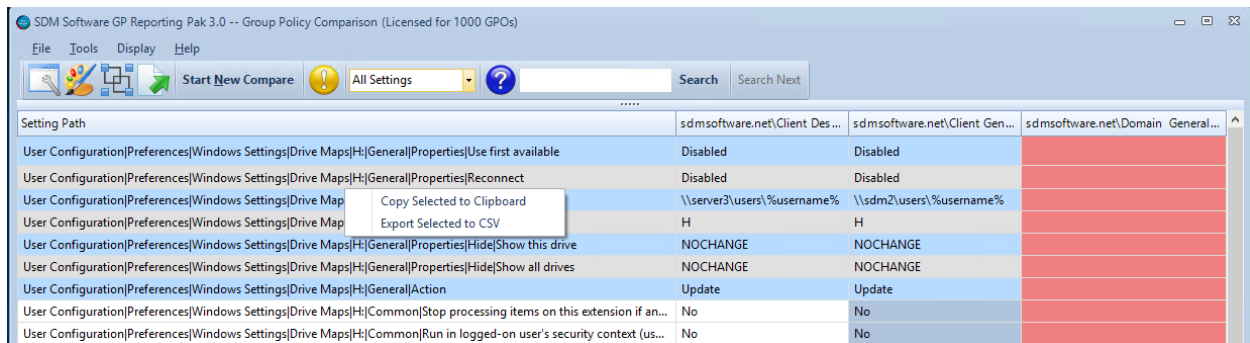 SDM Software GP Reporting Pak 3.0 -- Group Policy Comparison (Licensed for 1000 GPOs)
File Tools Display Help
Start New Compare All Settings Search Search Next
Setting Path sdmsoftware.net\Client Des... sdmsoftware.net\Client Gen... sdmsoftware.net\Domain General...
User Configuration|Preferences|Windows Settings|Drive Maps|H:|General|Properties|Use first available Disabled Disabled
User Configuration|Preferences|Windows Settings|Drive Maps|H:|General|Properties|Reconnect Disabled Disabled
User Configuration|Preferences|Windows Settings|Drive Map \\server3\users\%username% \\sdm2\users\%username%
Copy Selected to Clipboard
User Configuration|Preferences|Windows Settings|Drive Map H H
Export Selected to CSV
User Configuration|Preferences|Windows Settings|Drive Maps|H:|General|Properties|Hide|Show this drive NOCHANGE NOCHANGE
User Configuration|Preferences|Windows Settings|Drive Maps|H:|General|Properties|Hide|Show all drives NOCHANGE NOCHANGE
User Configuration|Preferences|Windows Settings|Drive Maps|H:|General|Action Update Update
User Configuration|Preferences|Windows Settings|Drive Maps|H:|Common|Stop processing items on this extension if an... No No
User Configuration|Preferences|Windows Settings|Drive Maps|H:|Common|Run in logged-on user's security context (us... No No